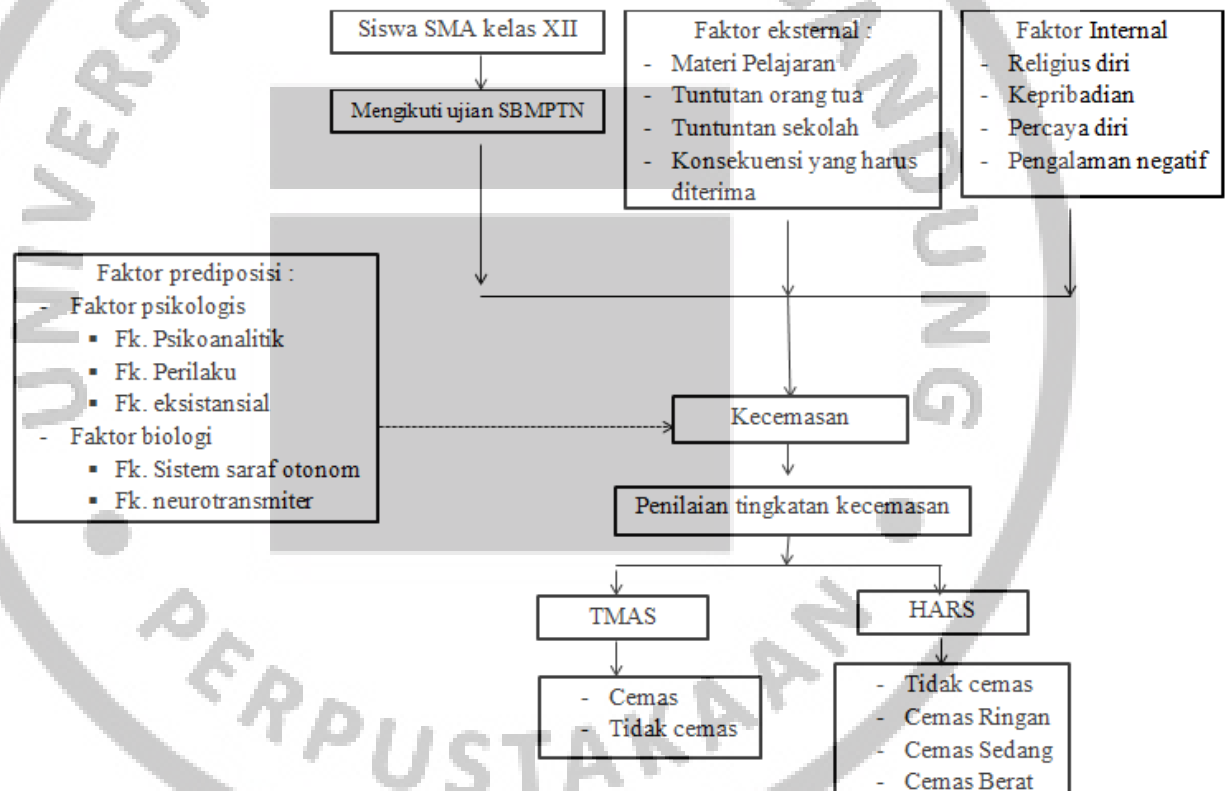 Siswa SMA kelas XII
Mengikuti ujian SBMPTN
Faktor eksternal :
- Materi Pelajaran
- Tuntutan orang tua
- Tuntuntan sekolah
- Konsekuensi yang harus
diterima
Faktor Internal
- Religius diri
- Kepribadian
- Percaya diri
- Pengalaman negatif
Faktor prediposisi :
- Faktor psikologis
▪ Fk. Psikoanalitik
▪ Fk. Perilaku
▪ Fk. eksistansial
- Faktor biologi
▪ Fk. Sistem saraf otonom
▪ Fk. neurotransmiter
Kecemasan
Penilaian tingkatan kecemasan
TMAS
HARS
- Cemas
- Tidak cemas
- Tidak cemas
- Cemas Ringan
- Cemas Sedang
- Cemas Berat
PERPUSTAKAAN